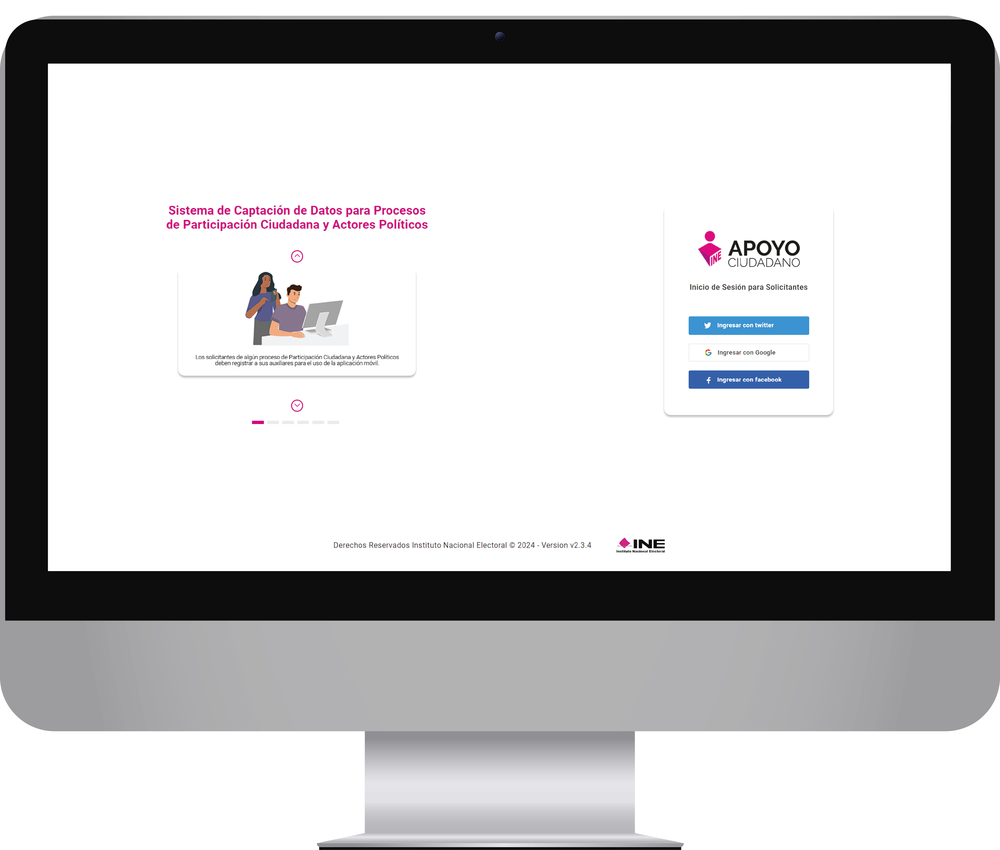 Sistema de Captación de Datos para Procesos
de Participación Ciudadana y Actores Políticos
Los solicitantes de algún proceso de Participación Ciudadana y Actores Políticos
deben registrar a sus auxiliares para el uso de la aplicación móvil.
INE
APOYO
CIUDADANO
Inicio de Sesión para Solicitantes
Ingresar con twitter
Ingresar con Google
Ingresar con facebook
Derechos Reservados Instituto Nacional Electoral © 2024 - Version v2.3.4
INE
Instituto Nacional Electoral